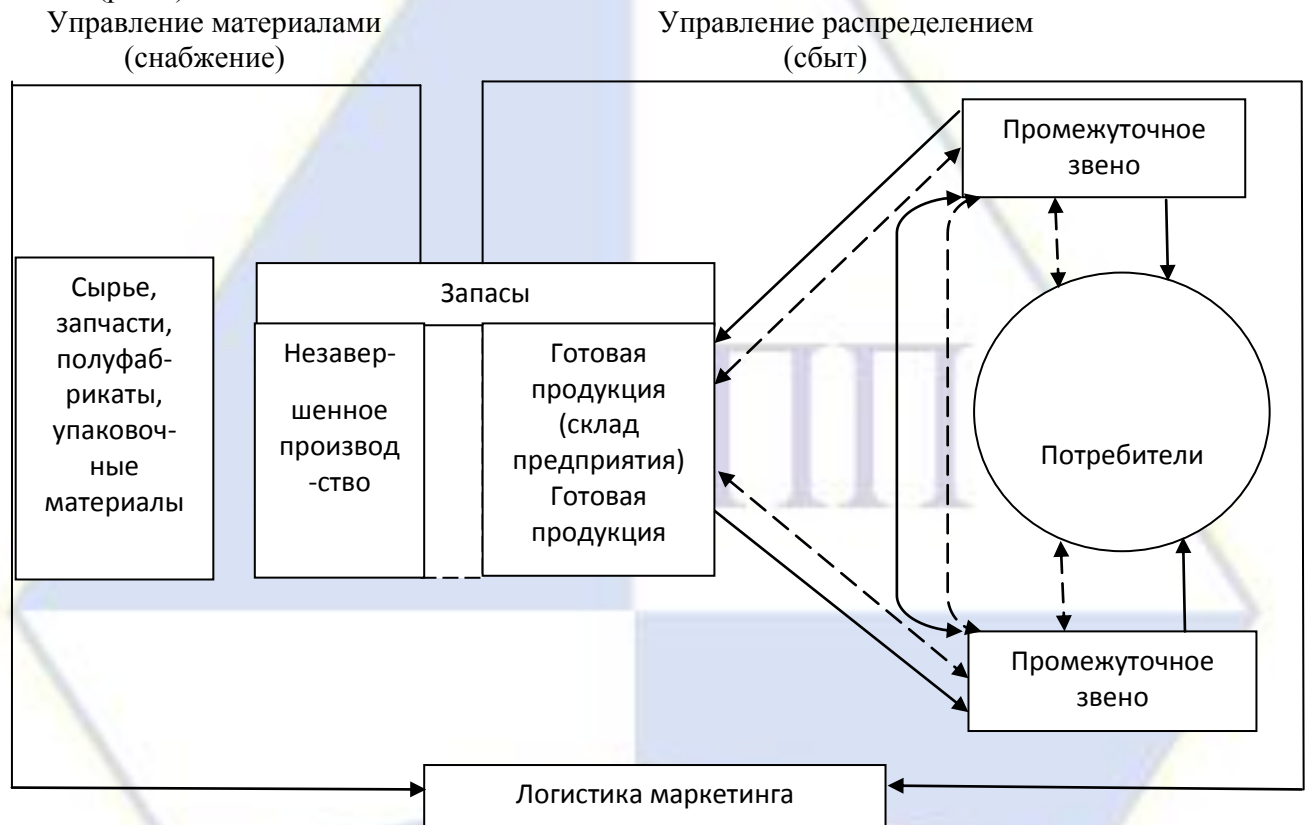 Управление материалами
(снабжение)
Управление распределением
(сбыт)
Промежуточное
звено
Сырье,
запчасти,
полуфаб-
рикаты,
упаковоч-
ные
материалы
Запасы
Незавер-
шенное
производ
-ство
Готовая
продукция
(склад
предприятия)
Готовая
продукция
Потребители
Промежуточное
звено
Логистика маркетинга